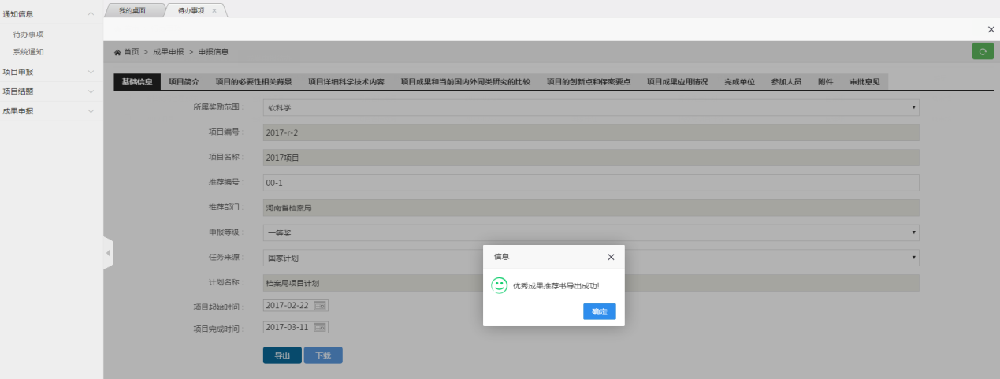 通知信息
待办事项
系统通知
项目申报
项目结题
成果申报
我的桌面
待办事项 ×
首页 > 成果申报 > 申报信息
基础信息 项目简介 项目的必要性相关背景 项目详细科学技术内容 项目成果和当前国内外同类研究的比较 项目的创新点和保密要点 项目成果应用情况 完成单位 参加人员 附件 审批意见
所属奖励范围： 软科学
项目编号： 2017-r-2
项目名称： 2017项目
推荐编号： 00-1
推荐部门： 河南省档案局
申报等级： 一等奖
任务来源： 国家计划
计划名称： 档案局项目计划
项目起始时间： 2017-02-22
项目完成时间： 2017-03-11
导出 下载
信息
优秀成果推荐书导出成功!
确定